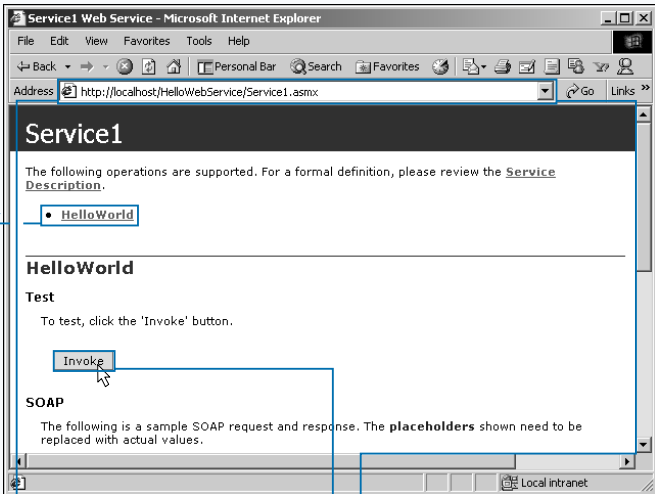 Service1 Web Service - Microsoft Internet Explorer
File Edit View Favorites Tools Help
Back Personal Bar Search Favorites
Address http://localhost/HelloWebService/Service1.asmx Go Links »
Service1
The following operations are supported. For a formal definition, please review the Service
Description.
• HelloWorld
HelloWorld
Test
To test, click the 'Invoke' button.
Invoke
SOAP
The following is a sample SOAP request and response. The placeholders shown need to be
replaced with actual values.
Local intranet